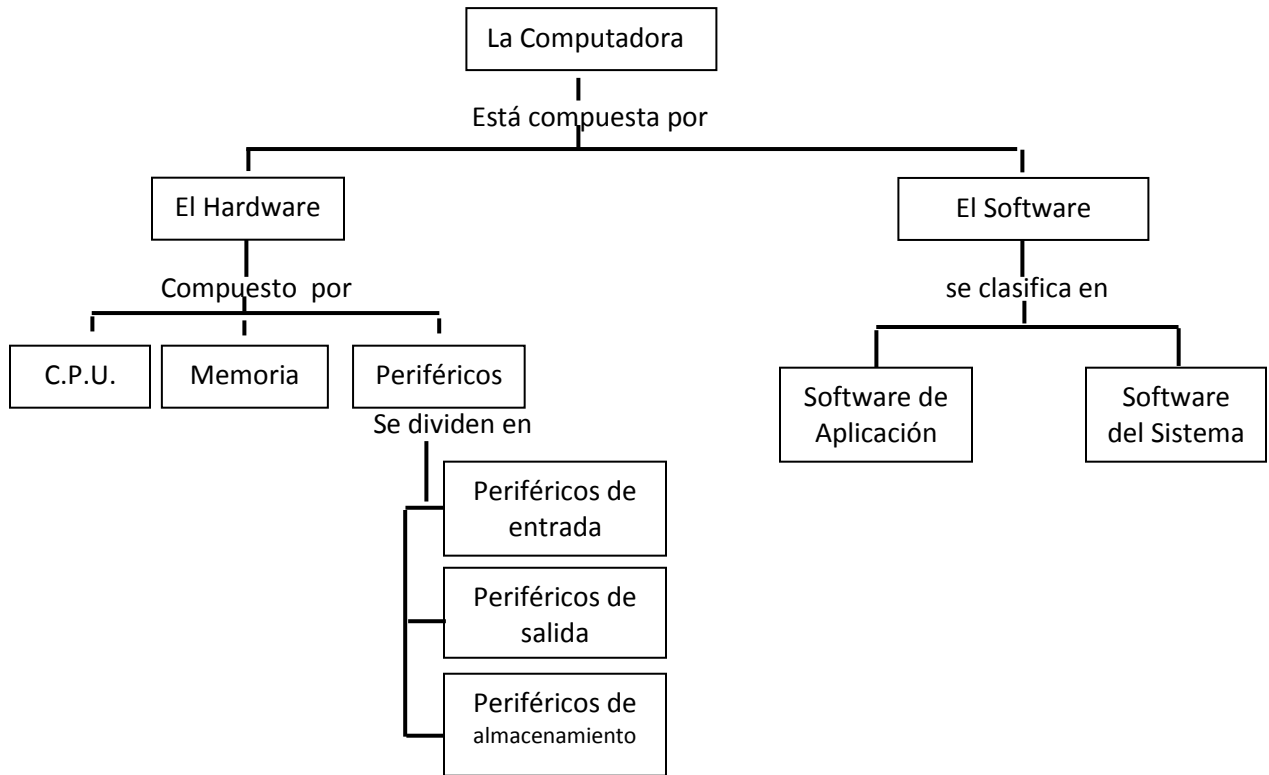 La Computadora
Está compuesta por
El Hardware
El Software
Compuesto por
se clasifica en
C.P.U.
Memoria
Periféricos
Software de
Aplicación
Software
del Sistema
Se dividen en
Periféricos de
entrada
Periféricos de
salida
Periféricos de
almacenamiento